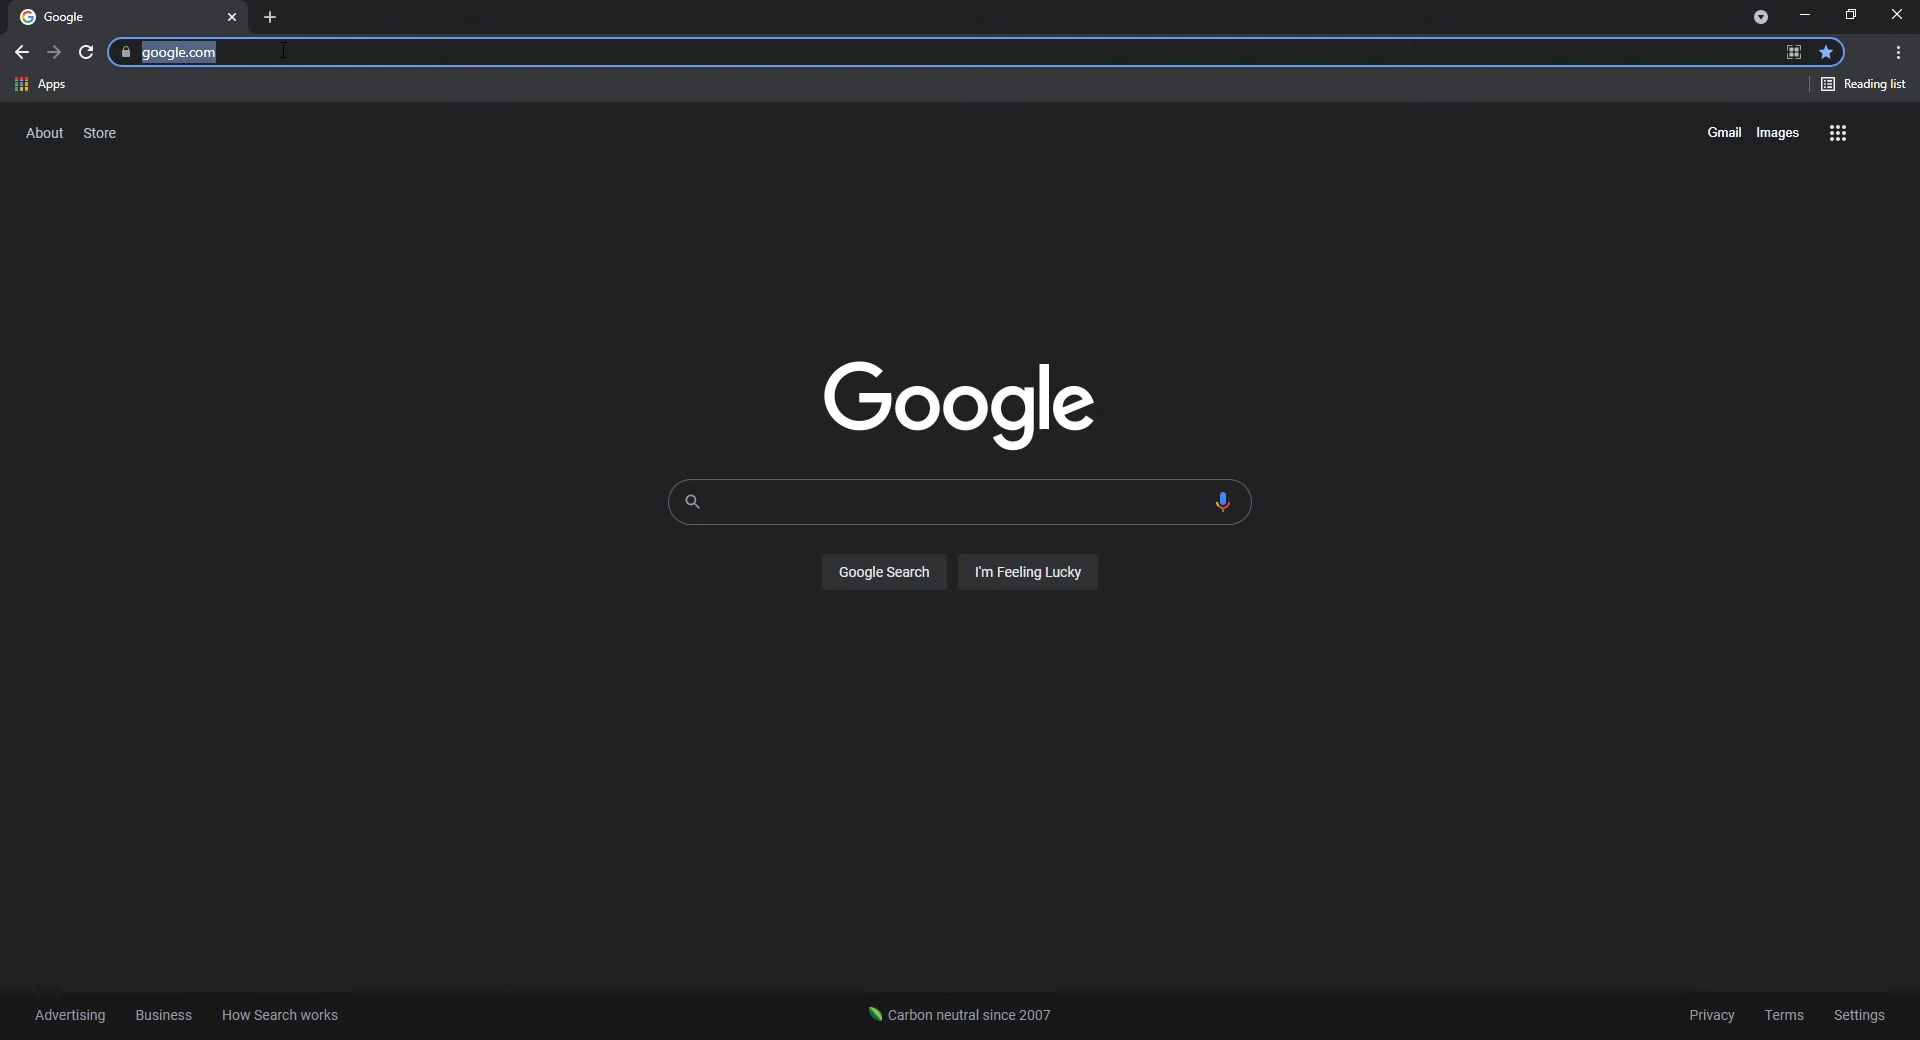 Google
google.com
Apps
Reading list
About Store
Gmail Images
Google
Google Search I'm Feeling Lucky
Advertising Business How Search works
Carbon neutral since 2007
Privacy Terms Settings